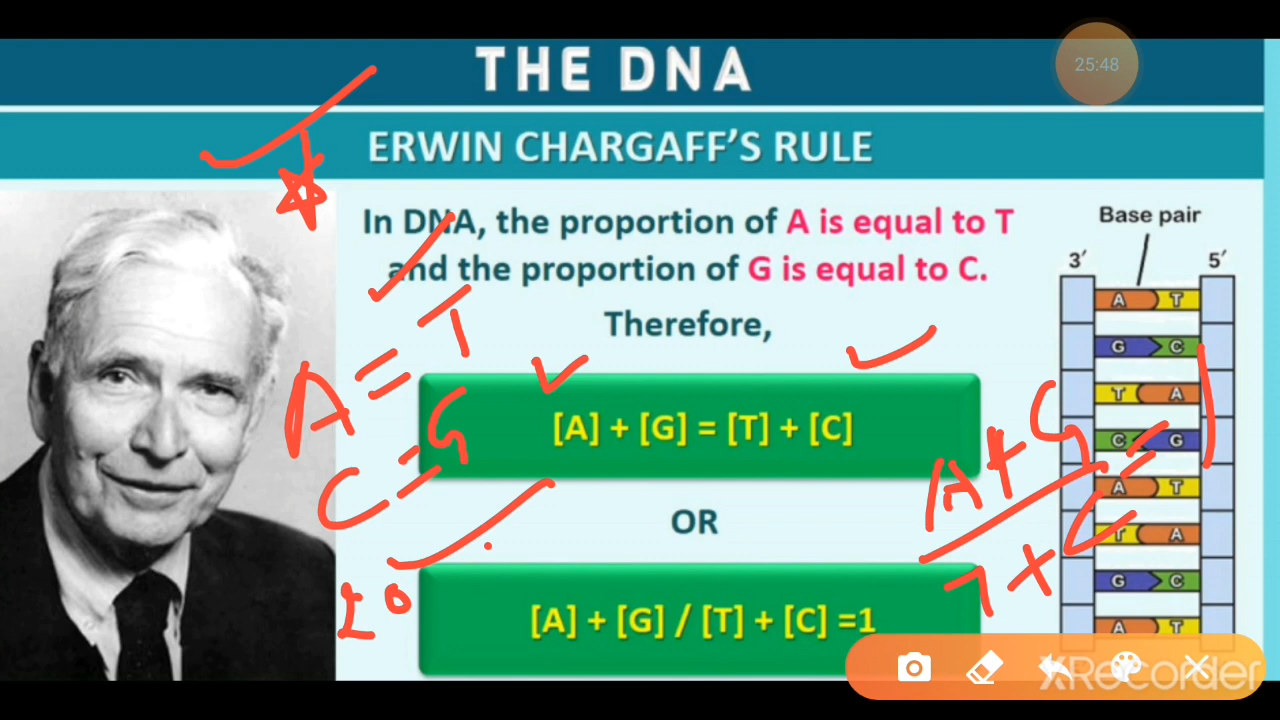 25:48
THE DNA
ERWIN CHARGAFF'S RULE
In DNA, the proportion of A is equal to T
and the proportion of G is equal to C.
Therefore,
[A] + [G] = [T] + [C]
OR
[A] + [G] / [T] + [C] =1
Base pair
3′ 5′
A T
G C
T A
C G
A T
T A
G C
A T
A = T
C = G
A + G
T + C = 1
XRecorder